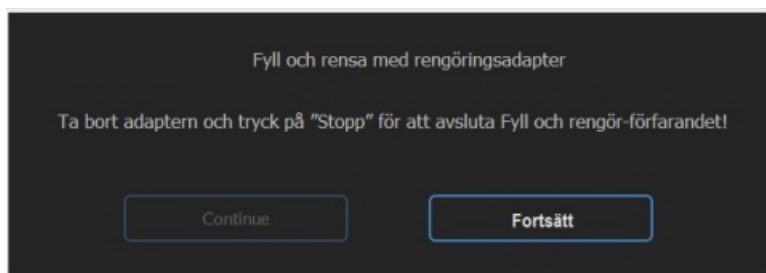 Fyll och rensa med rengöringsadapter
Ta bort adaptern och tryck på ”Stopp” för att avsluta Fyll och rengör-förfarandet!
Continue
Fortsätt